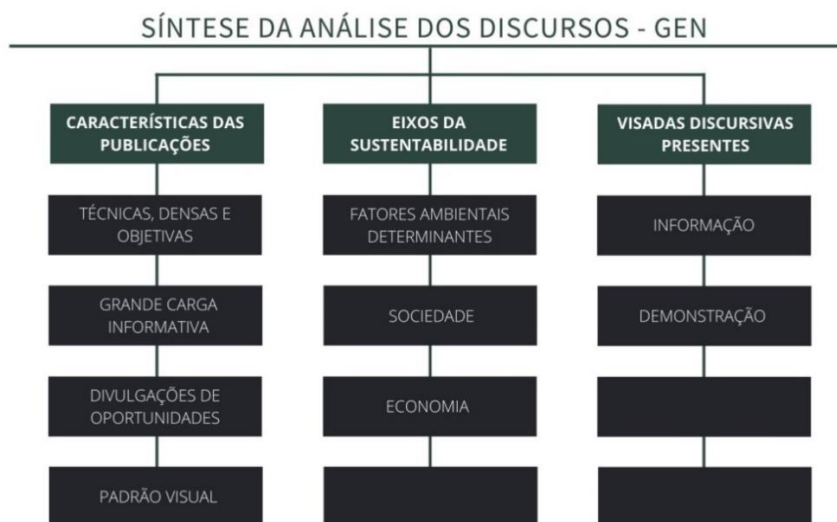 SÍNTESE DA ANÁLISE DOS DISCURSOS - GEN
CARACTERÍSTICAS DAS
PUBLICAÇÕES
TÉCNICAS, DENSAS E
OBJETIVAS
GRANDE CARGA
INFORMATIVA
DIVULGAÇÕES DE
OPORTUNIDADES
PADRÃO VISUAL
EIXOS DA
SUSTENTABILIDADE
FATORES AMBIENTAIS
DETERMINANTES
SOCIEDADE
ECONOMIA
VISADAS DISCURSIVAS
PRESENTES
INFORMAÇÃO
DEMONSTRAÇÃO